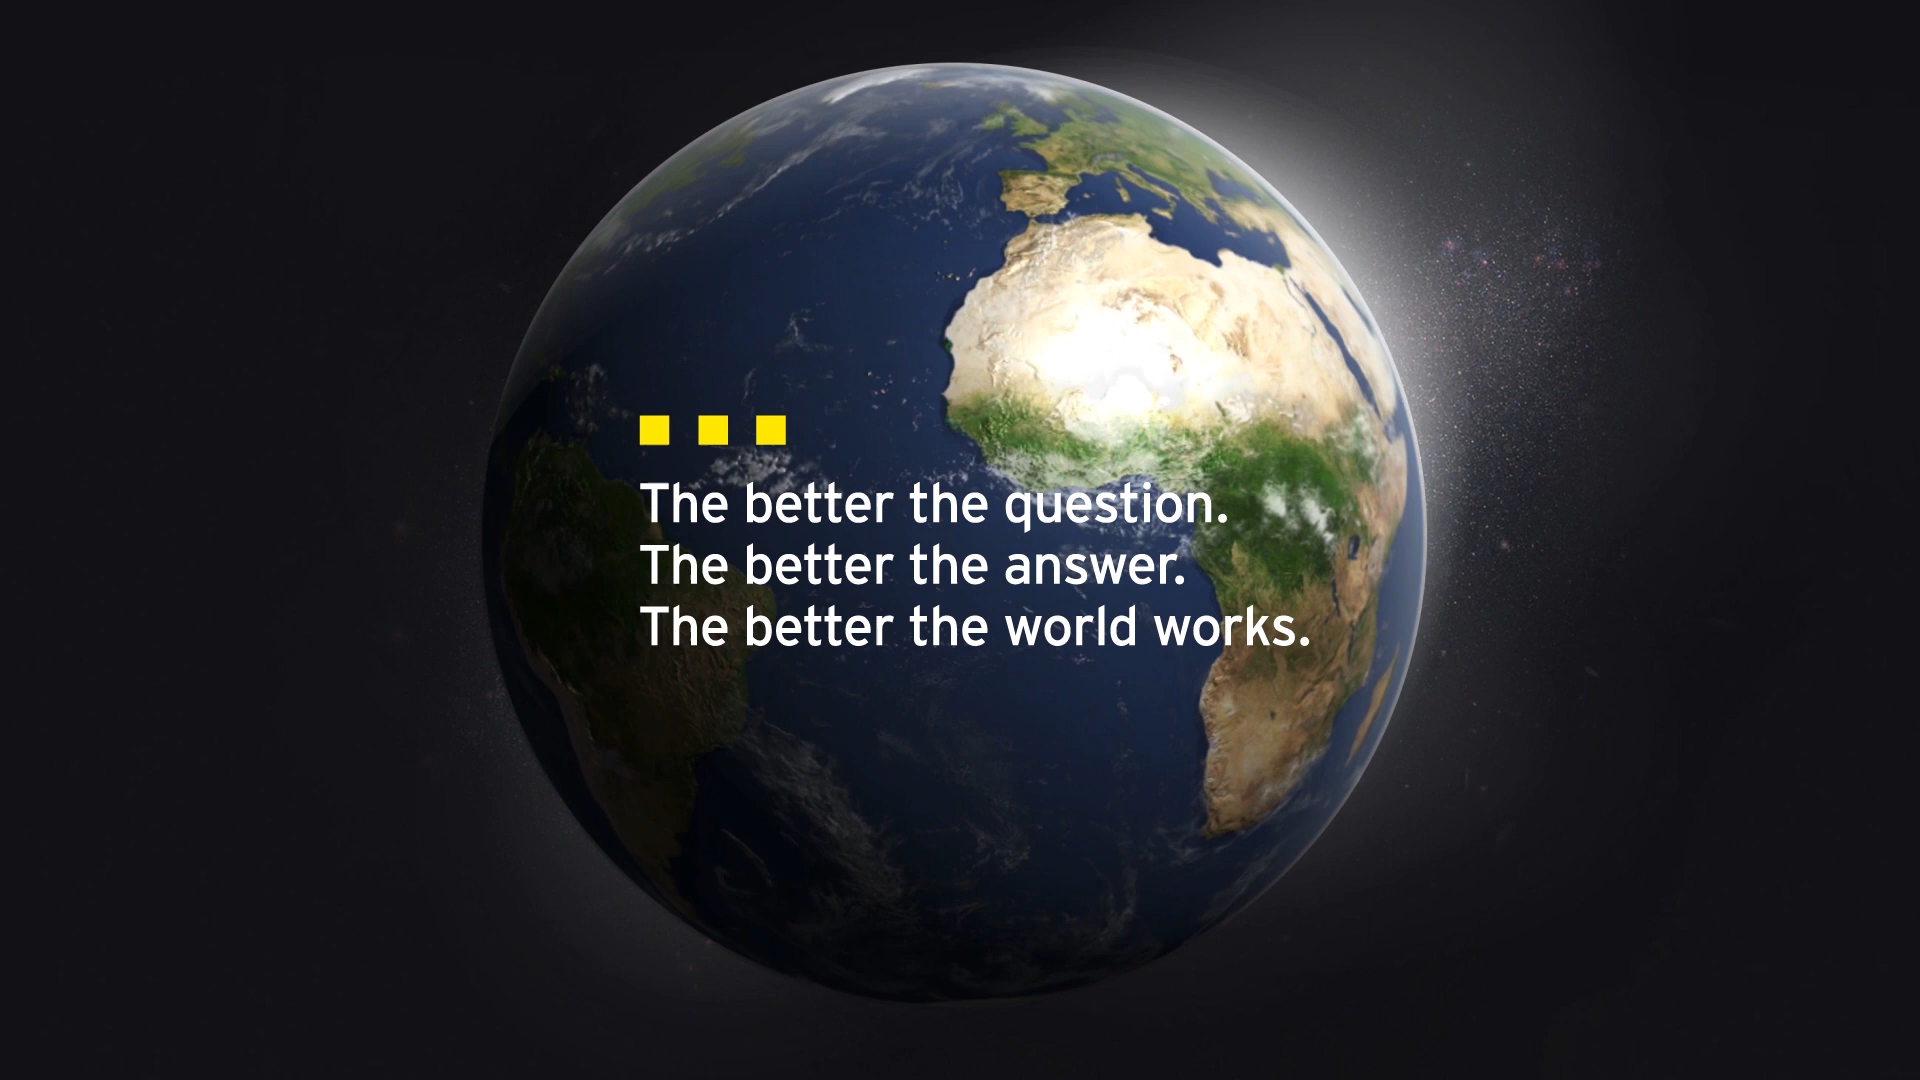 The better the question.
The better the answer.
The better the world works.